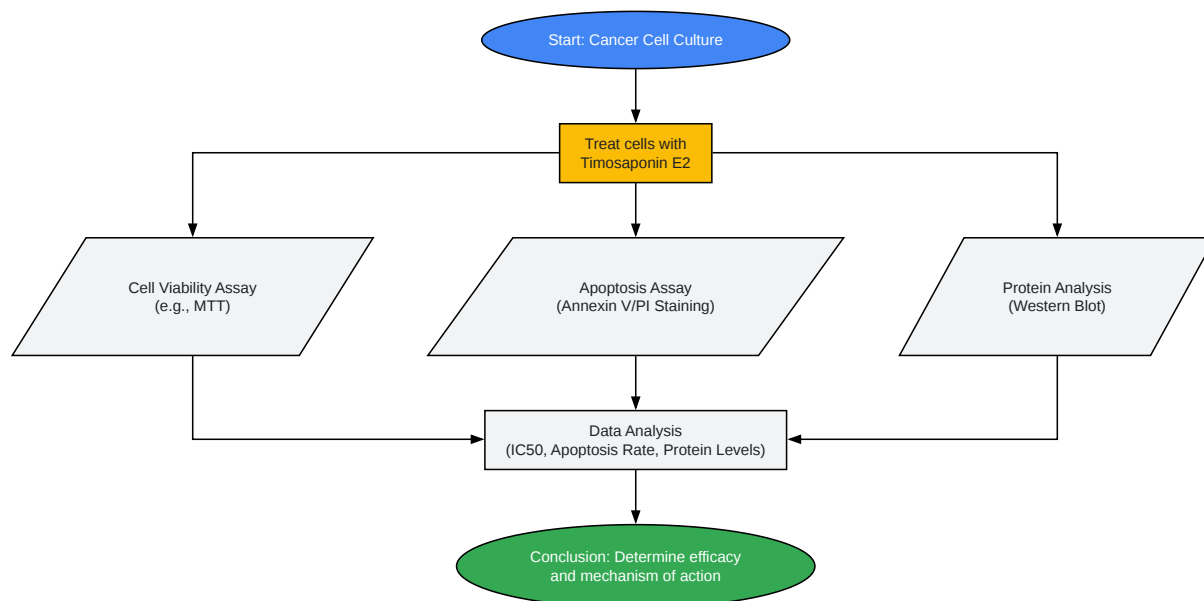 Start: Cancer Cell Culture
Treat cells with
Timosaponin E2
Cell Viability Assay
(e.g., MTT)
Apoptosis Assay
(Annexin V/PI Staining)
Protein Analysis
(Western Blot)
Data Analysis
(IC50, Apoptosis Rate, Protein Levels)
Conclusion: Determine efficacy
and mechanism of action